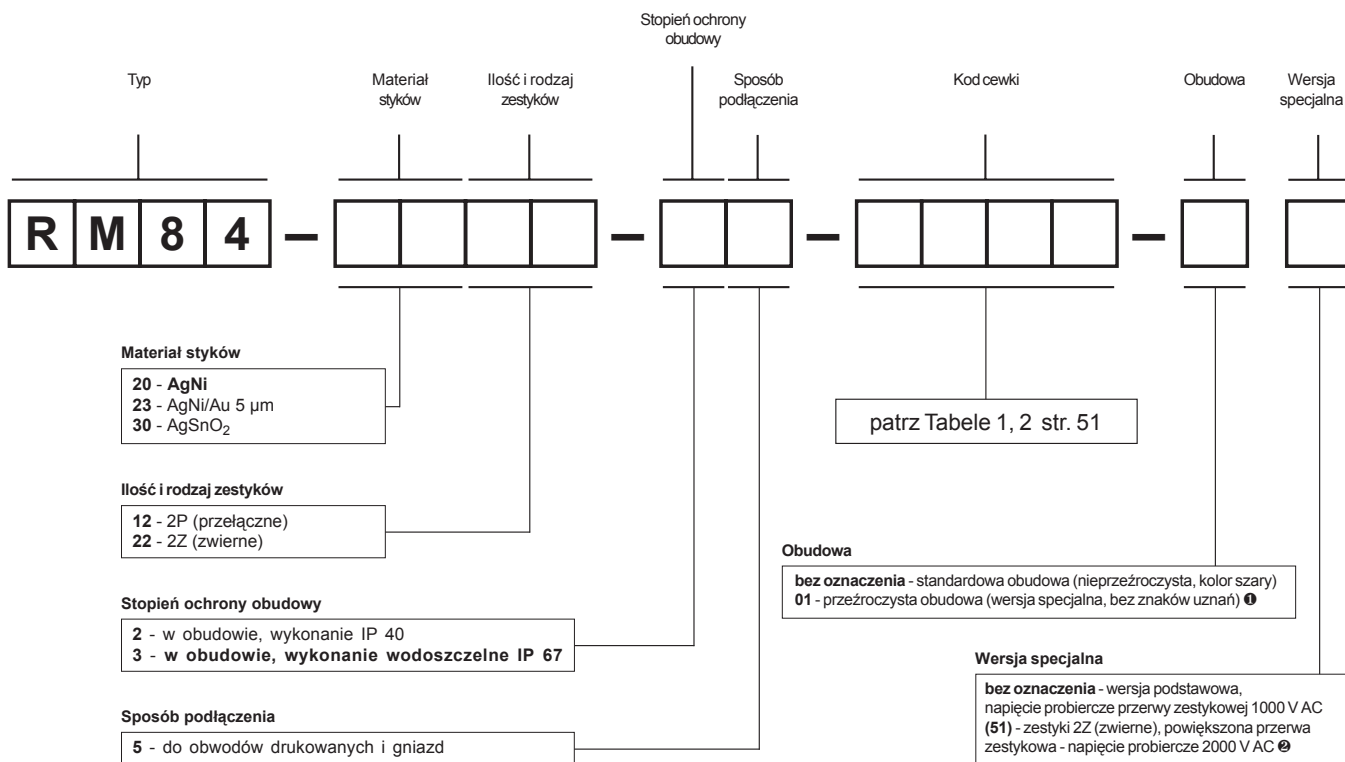 Stopień ochrony
obudowy
Typ
Materiał
styków
Ilość i rodzaj
zestyków
Sposób
podłączenia
Kod cewki
Obudowa
Wersja
specjalna
R M 8 4 – – – –
Materiał styków
20 - AgNi
23 - AgNi/Au 5 µm
30 - AgSnO₂
patrz Tabele 1, 2 str. 51
Ilość i rodzaj zestyków
12 - 2P (przełączne)
22 - 2Z (zwierne)
Obudowa
bez oznaczenia - standardowa obudowa (nieprzeźroczysta, kolor szary)
01 - przeźroczysta obudowa (wersja specjalna, bez znaków uznań) ❶
Stopień ochrony obudowy
2 - w obudowie, wykonanie IP 40
3 - w obudowie, wykonanie wodoszczelne IP 67
Wersja specjalna
bez oznaczenia - wersja podstawowa,
napięcie probiercze przerwy zestykowej 1000 V AC
(51) - zestyki 2Z (zwierne), powiększona przerwa
zestykowa - napięcie probiercze 2000 V AC ❷
Sposób podłączenia
5 - do obwodów drukowanych i gniazd